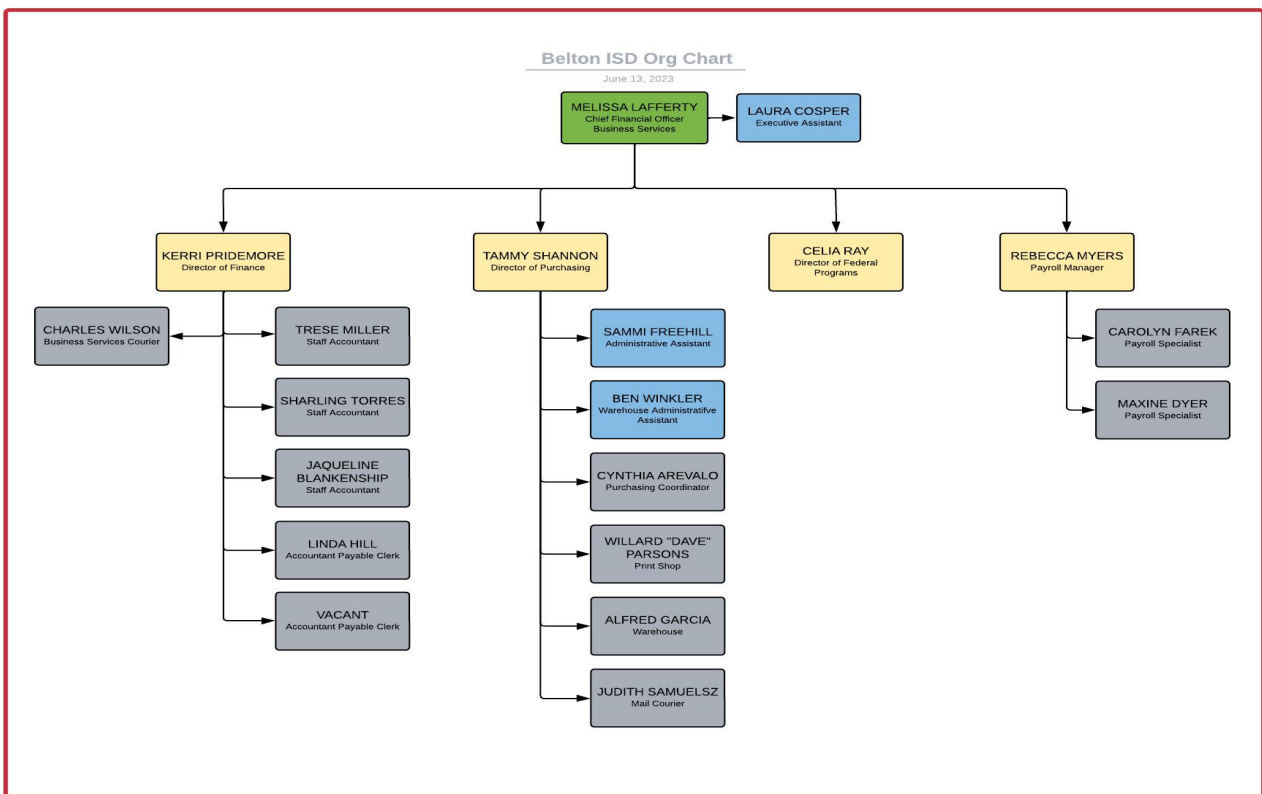 Belton ISD Org Chart
June 13, 2023
MELISSA LAFFERTY
Chief Financial Officer
Business Services
LAURA COSPER
Executive Assistant
KERRI PRIDEMORE
Director of Finance
TAMMY SHANNON
Director of Purchasing
CELIA RAY
Director of Federal
Programs
REBECCA MYERS
Payroll Manager
CHARLES WILSON
Business Services Courier
TRESE MILLER
Staff Accountant
SHARLING TORRES
Staff Accountant
JAQUELINE
BLANKENSHIP
Staff Accountant
LINDA HILL
Accountant Payable Clerk
VACANT
Accountant Payable Clerk
SAMMI FREEHILL
Administrative Assistant
BEN WINKLER
Warehouse Administratifve
Assistant
CYNTHIA AREVALO
Purchasing Coordinator
WILLARD "DAVE"
PARSONS
Print Shop
ALFRED GARCIA
Warehouse
JUDITH SAMUELSZ
Mail Courier
CAROLYN FAREK
Payroll Specialist
MAXINE DYER
Payroll Specialist